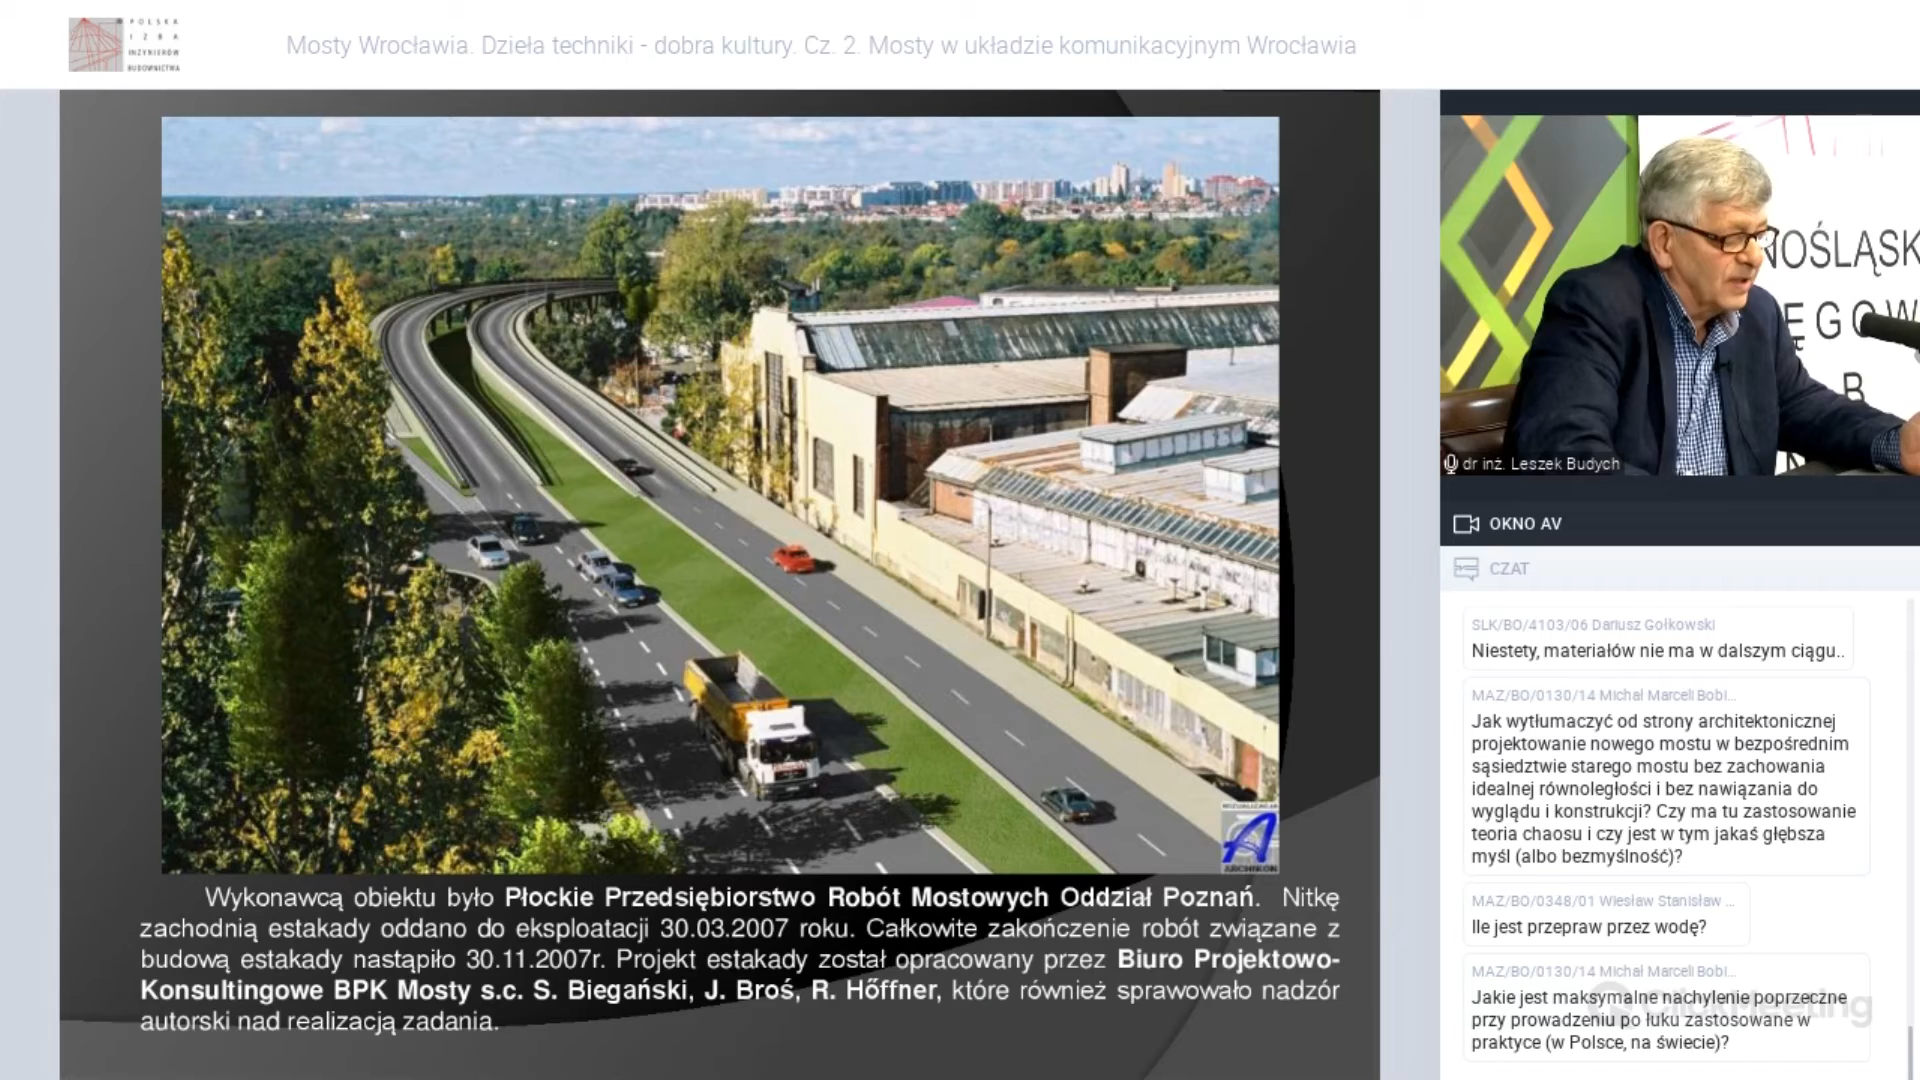 POLSKA
IZBA
INŻYNIERÓW
BUDOWNICTWA
Mosty Wrocławia. Dzieła techniki - dobra kultury. Cz. 2. Mosty w układzie komunikacyjnym Wrocławia
WIZUALIZACJA
ARCHIKON
Wykonawcą obiektu było Płockie Przedsiębiorstwo Robót Mostowych Oddział Poznań. Nitkę
zachodnią estakady oddano do eksploatacji 30.03.2007 roku. Całkowite zakończenie robót związane z
budową estakady nastąpiło 30.11.2007r. Projekt estakady został opracowany przez Biuro Projektowo-
Konsultingowe BPK Mosty s.c. S. Biegański, J. Broś, R. Hőffner, które również sprawowało nadzór
autorski nad realizacją zadania.
NOŚLĄSK
ĘGOW
B
dr inż. Leszek Budych
OKNO AV
CZAT
SLK/BO/4103/06 Dariusz Gołkowski
Niestety, materiałów nie ma w dalszym ciągu..
MAZ/BO/0130/14 Michał Marceli Bobi...
Jak wytłumaczyć od strony architektonicznej
projektowanie nowego mostu w bezpośrednim
sąsiedztwie starego mostu bez zachowania
idealnej równoległości i bez nawiązania do
wyglądu i konstrukcji? Czy ma tu zastosowanie
teoria chaosu i czy jest w tym jakaś głębsza
myśl (albo bezmyślność)?
MAZ/BO/0348/01 Wiesław Stanisław ...
Ile jest przepraw przez wodę?
MAZ/BO/0130/14 Michał Marceli Bobi...
Jakie jest maksymalne nachylenie poprzeczne
przy prowadzeniu po łuku zastosowane w
praktyce (w Polsce, na świecie)?
ClickMeeting